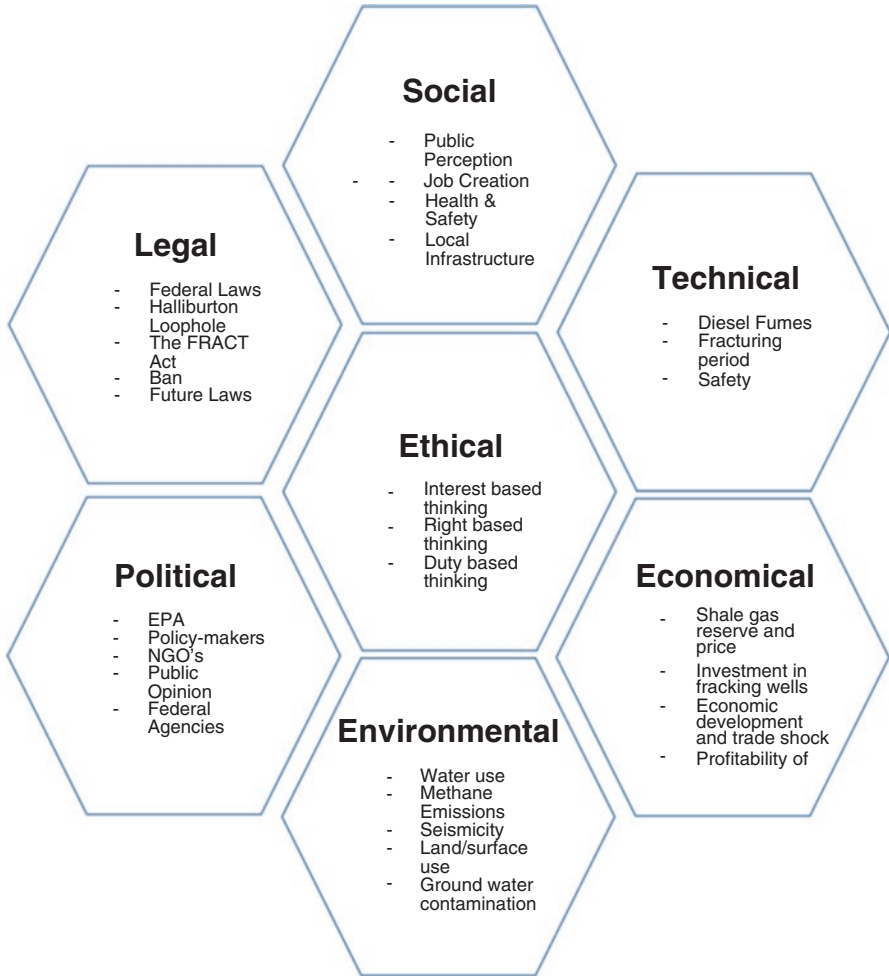 Social
- Public
Perception
- - Job Creation
- Health &
Safety
- Local
Infrastructure
Legal
- Federal Laws
- Halliburton
Loophole
- The FRACT
Act
- Ban
- Future Laws
Technical
- Diesel Fumes
- Fracturing
period
- Safety
Ethical
- Interest based
thinking
- Right based
thinking
- Duty based
thinking
Political
- EPA
- Policy-makers
- NGO's
- Public
Opinion
- Federal
Agencies
Economical
- Shale gas
reserve and
price
- Investment in
fracking wells
- Economic
development
and trade shock
- Profitability of
Environmental
- Water use
- Methane
Emissions
- Seismicity
- Land/surface
use
- Ground water
contamination